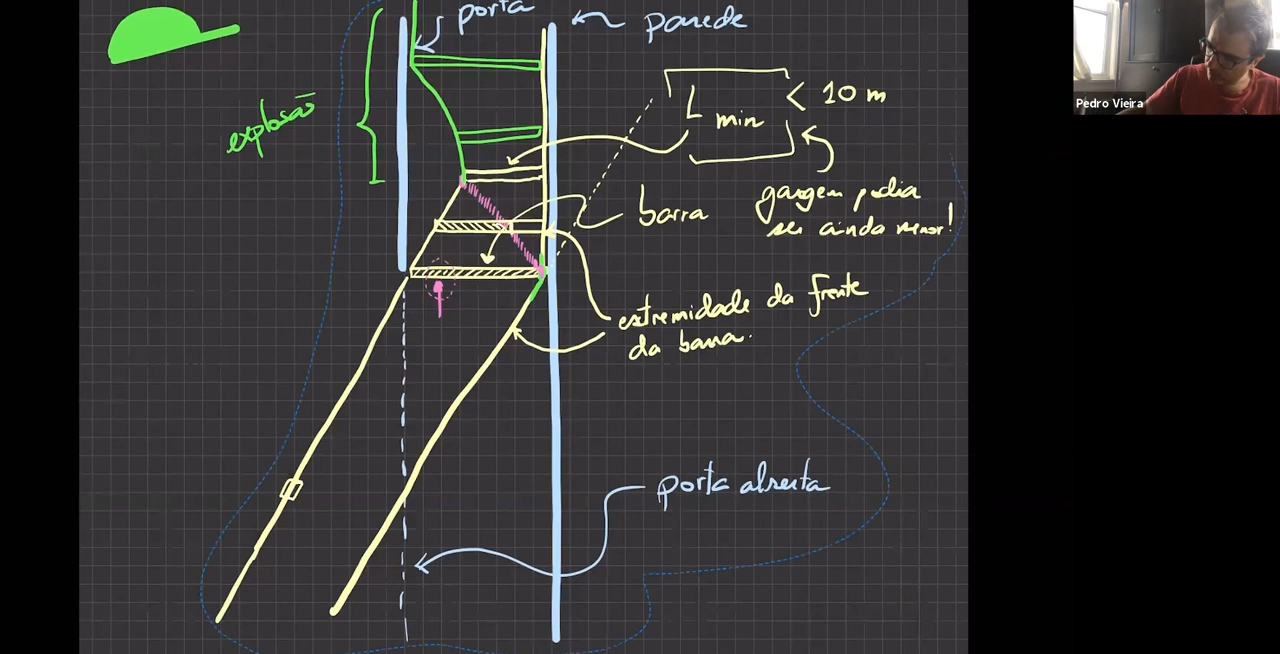 porta
parede
explosão
L min < 10 m
garagem podia
ser ainda menor!
barra
extremidade da frente
da barra.
porta aberta
Pedro Vieira